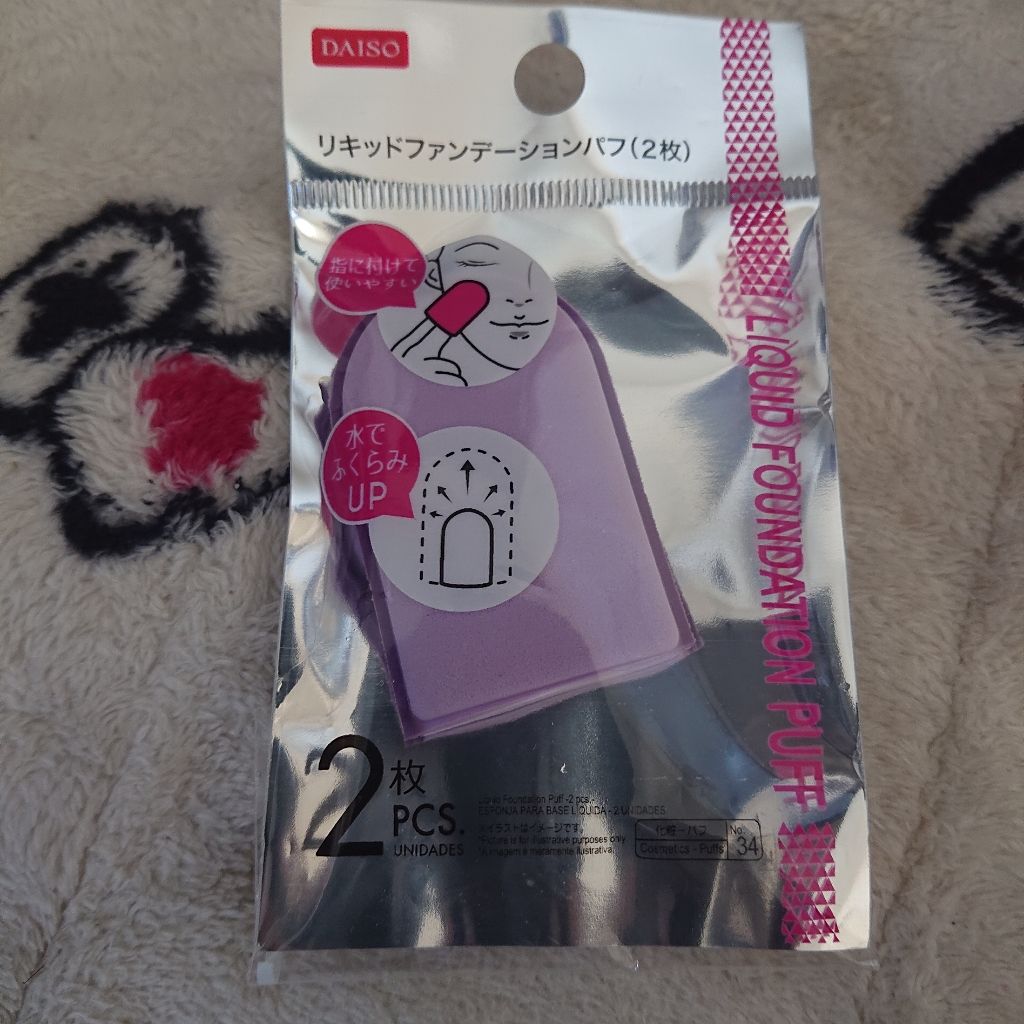 DAISO
リキッドファンデーションパフ(2枚)
指に付けて
使いやすい
水で
ふくらみ
UP
LIQUID FOUNDATION PUFF
2枚
PCS.
UNIDADES
Liquid Foundation Puff -2 pcs.-
ESPONJA PARA BASE LÍQUIDA - 2 UNIDADES
※イラストはイメージです。
*Picture is for illustrative purposes only
*A imagem é meramente ilustrativa.
化粧-パフ
Cosmetics - Puffs
No.
34